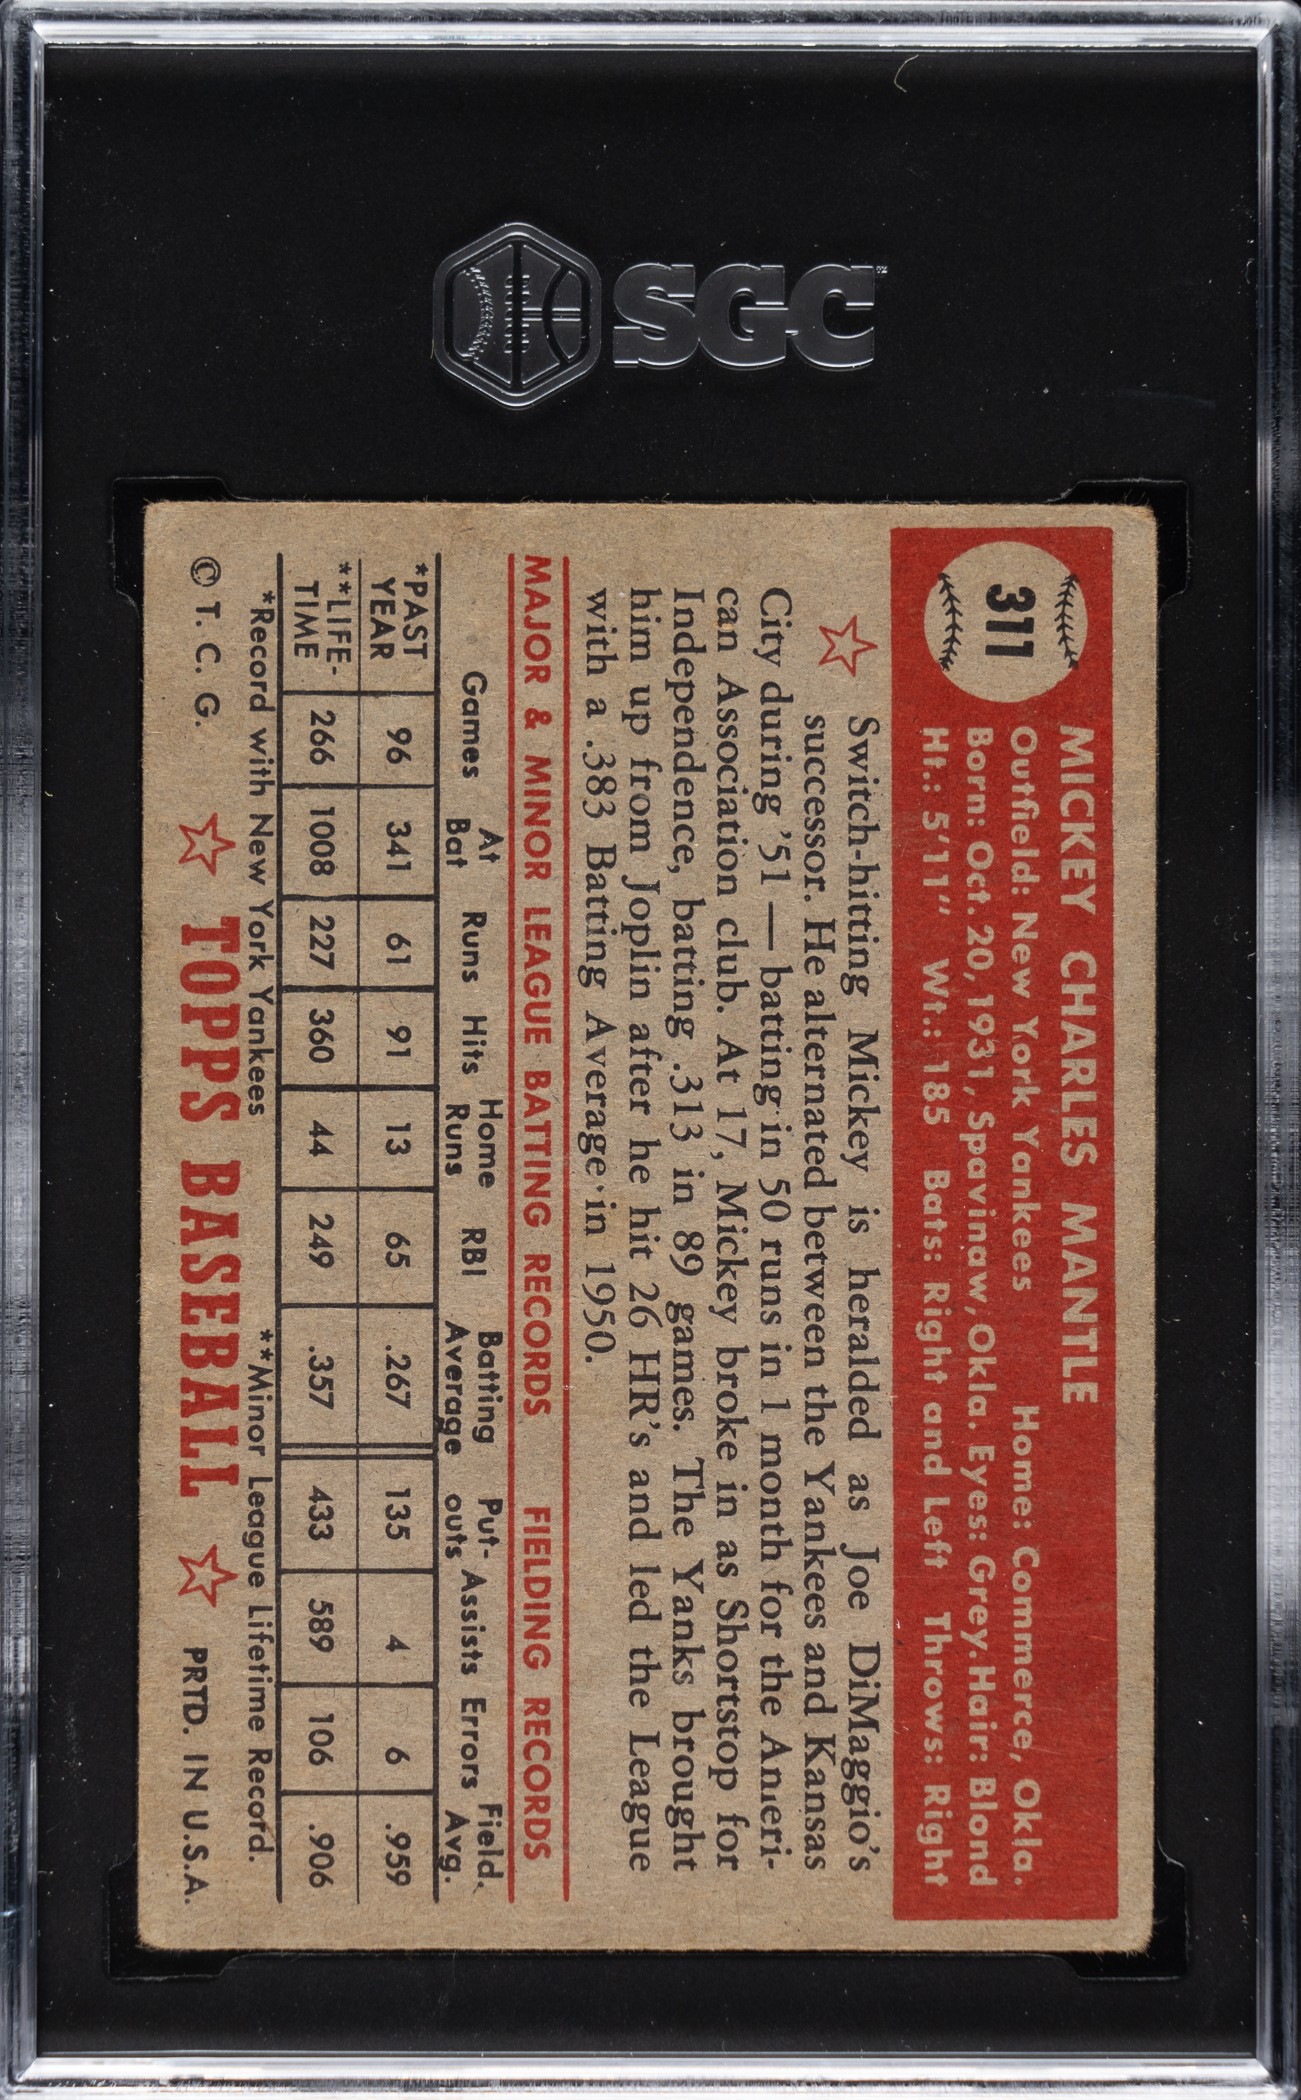 SGC
311
MICKEY CHARLES MANTLE
Outfield: New York Yankees Home: Commerce, Okla.
Born: Oct. 20, 1931, Spavinaw, Okla. Eyes: Grey. Hair: Blond
Ht.: 5'11" Wt.: 185 Bats: Right and Left Throws: Right
Switch-hitting Mickey is heralded as Joe DiMaggio's
successor. He alternated between the Yankees and Kansas
City during '51 — batting in 50 runs in 1 month for the Ameri-
can Association club. At 17, Mickey broke in as Shortstop for
Independence, batting .313 in 89 games. The Yanks brought
him up from Joplin after he hit 26 HR's and led the League
with a .383 Batting Average in 1950.
MAJOR & MINOR LEAGUE BATTING RECORDS FIELDING RECORDS
Games At Bat Runs Hits Home Runs RBI Batting Average Put-outs Assists Errors Field. Avg.
*PAST YEAR 96 341 61 91 13 65 .267 135 4 6 .959
**LIFE-TIME 266 1008 227 360 44 249 .357 433 589 106 .906
*Record with New York Yankees **Minor League Lifetime Record.
© T. C. G. TOPPS BASEBALL PRTD. IN U.S.A.